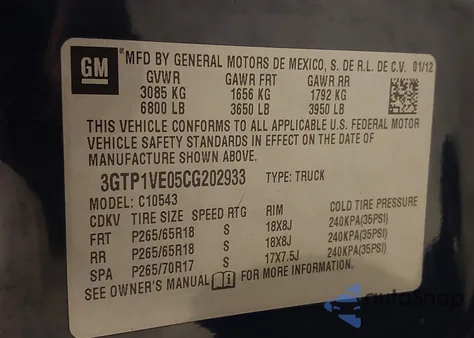 GM
MFD BY GENERAL MOTORS DE MEXICO, S. DE R.L. DE C.V. 01/12
GVWR GAWR FRT GAWR RR
3085 KG 1656 KG 1792 KG
6800 LB 3650 LB 3950 LB
THIS VEHICLE CONFORMS TO ALL APPLICABLE U.S. FEDERAL MOTOR
VEHICLE SAFETY STANDARDS IN EFFECT ON THE DATE OF
MANUFACTURE SHOWN ABOVE.
3GTP1VE05CG202933 TYPE: TRUCK
MODEL: C10543
CDKV TIRE SIZE SPEED RTG RIM COLD TIRE PRESSURE
FRT P265/65R18 S 18X8J 240KPA(35PSI)
RR P265/65R18 S 18X8J 240KPA(35PSI)
SPA P265/70R17 S 17X7.5J 240KPA(35PSI)
SEE OWNER'S MANUAL FOR MORE INFORMATION.
autoSnap